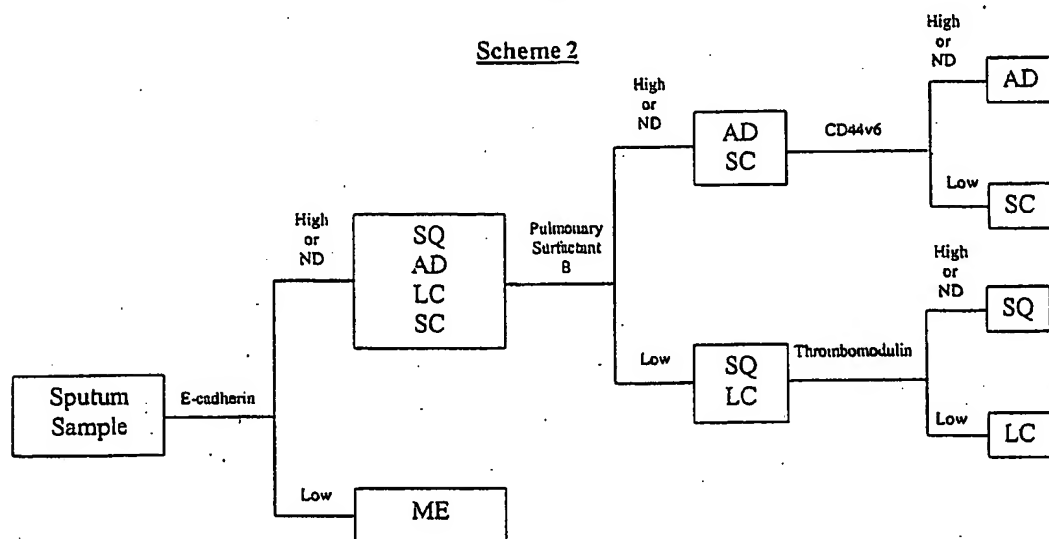 Scheme 2
Sputum
Sample
E-cadherin
High
or
ND
SQ
AD
LC
SC
Low
ME
Pulmonary
Surfactant
B
High
or
ND
AD
SC
CD44v6
High
or
ND
AD
Low
SC
Low
SQ
LC
Thrombomodulin
High
or
ND
SQ
Low
LC